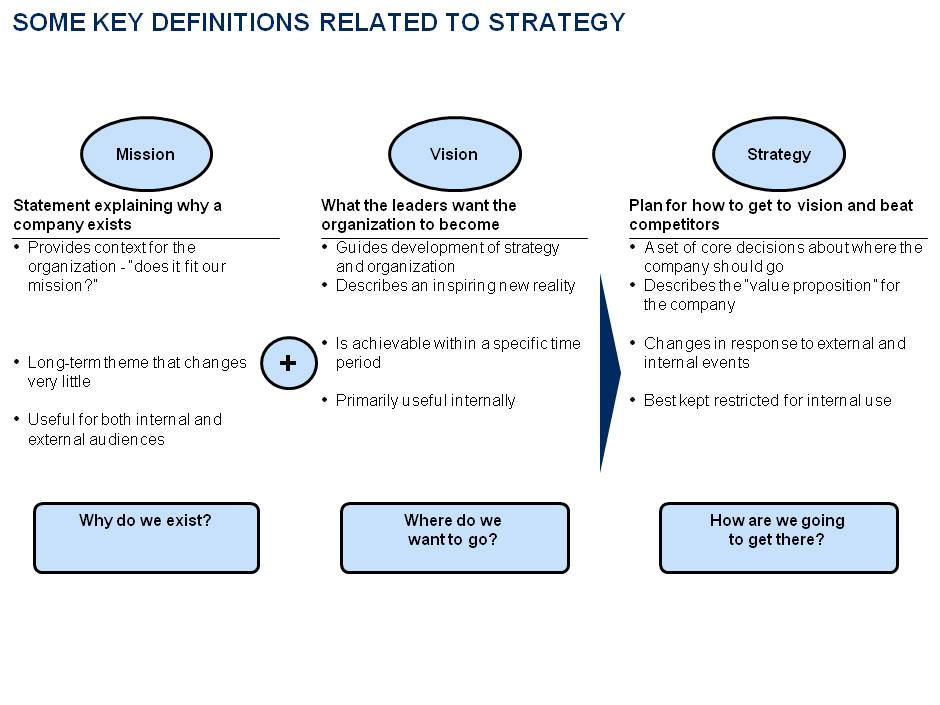 SOME KEY DEFINITIONS RELATED TO STRATEGY
Mission
Statement explaining why a
company exists
• Provides context for the
organization - “does it fit our
mission?”
• Long-term theme that changes
very little
• Useful for both internal and
external audiences
Why do we exist?
+
Vision
What the leaders want the
organization to become
• Guides development of strategy
and organization
• Describes an inspiring new reality
• Is achievable within a specific time
period
• Primarily useful internally
Where do we
want to go?
Strategy
Plan for how to get to vision and beat
competitors
• A set of core decisions about where the
company should go
• Describes the “value proposition” for
the company
• Changes in response to external and
internal events
• Best kept restricted for internal use
How are we going
to get there?